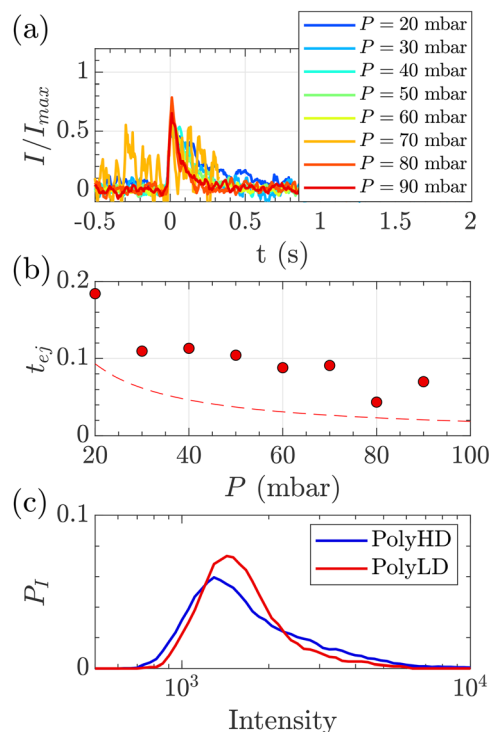 (a)
P = 20 mbar
P = 30 mbar
P = 40 mbar
P = 50 mbar
P = 60 mbar
P = 70 mbar
P = 80 mbar
P = 90 mbar
1
0.5
0
I/I_max
-0.5 0 0.5 1 1.5 2
t (s)
(b)
0.2
0.1
0
t_ej
20 40 60 80 100
P (mbar)
(c)
0.1
0
P_I
PolyHD
PolyLD
10^3 10^4
Intensity